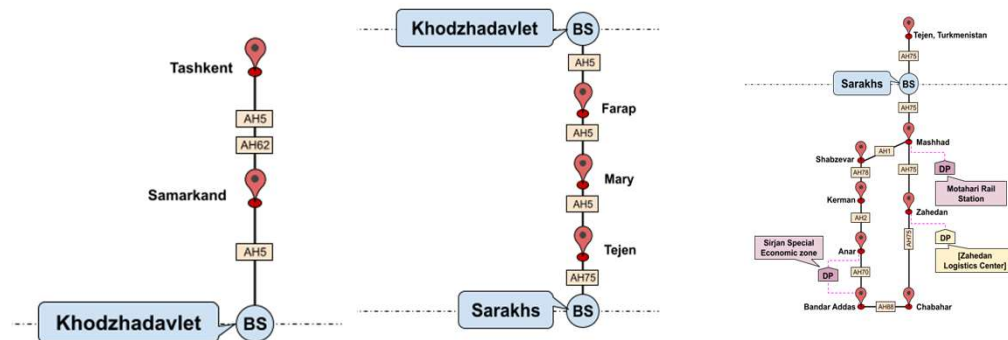 Tashkent
AH5
AH62
Samarkand
AH5
Khodzhadavlet
BS
Khodzhadavlet
BS
AH5
Farap
AH5
Mary
AH5
Tejen
AH75
Sarakhs
BS
Tejen, Turkmenistan
AH75
Sarakhs
BS
AH75
Mashhad
AH1
Shabzevar
AH78
AH75
DP
Motahari Rail
Station
Kerman
AH2
Zahedan
Sirjan Special
Economic zone
Anar
AH75
DP
[Zahedan
Logistics Center]
DP
AH70
Bandar Addas
AH88
Chabahar